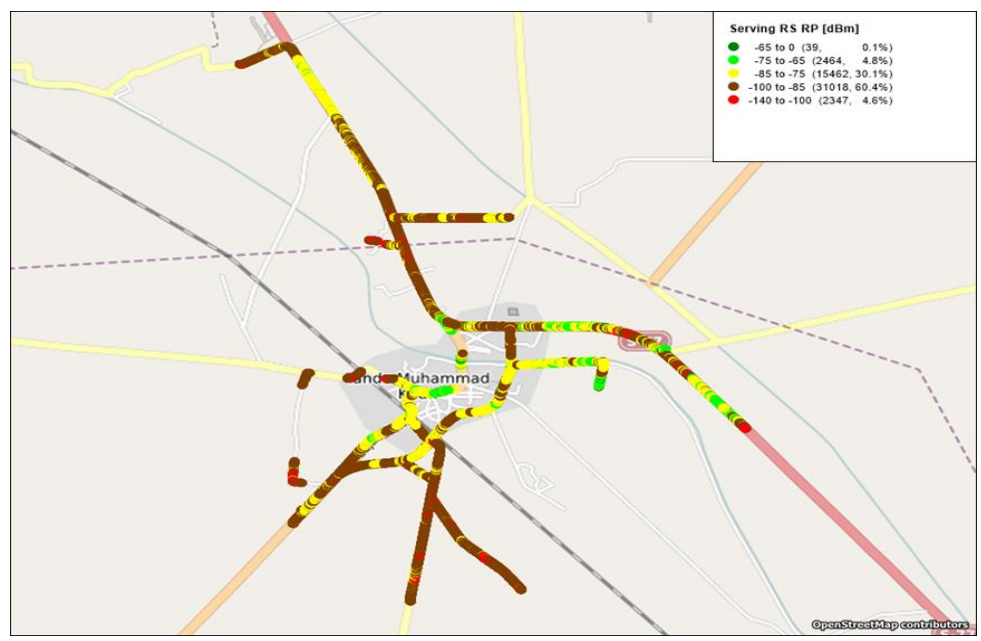 Serving RS RP [dBm]
-65 to 0 (39, 0.1%)
-75 to -65 (2464, 4.8%)
-85 to -75 (15462, 30.1%)
-100 to -85 (31018, 60.4%)
-140 to -100 (2347, 4.6%)
Muhammad
OpenStreetMap contributors